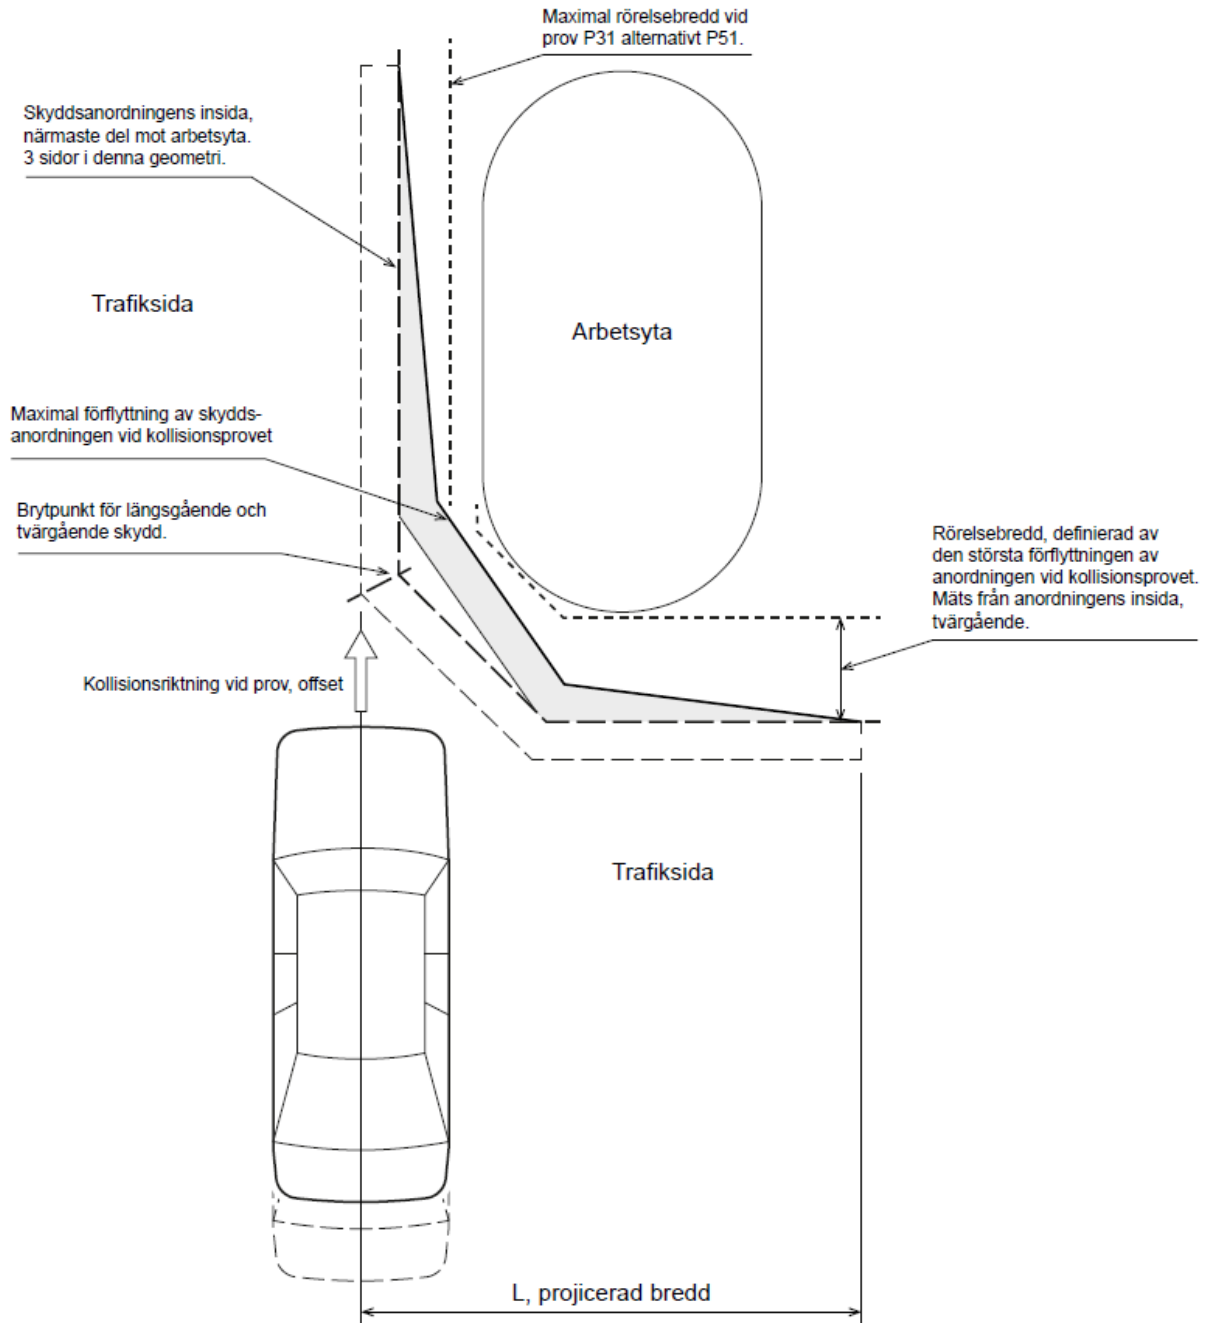 Maximal rörelsebredd vid
prov P31 alternativt P51.
Skyddsanordningens insida,
närmaste del mot arbetsyta.
3 sidor i denna geometri.
Trafiksida
Arbetsyta
Maximal förflyttning av skydds-
anordningen vid kollisionsprovet
Brytpunkt för längsgående och
tvärgående skydd.
Rörelsebredd, definierad av
den största förflyttningen av
anordningen vid kollisionsprovet.
Mäts från anordningens insida,
tvärgående.
Kollisionsriktning vid prov, offset
Trafiksida
L, projicerad bredd